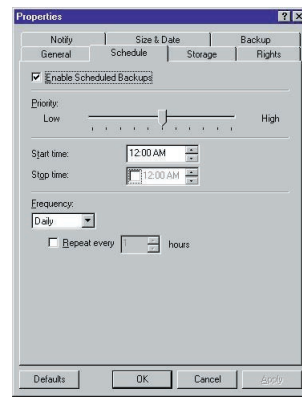 Properties
Notify Size & Date Backup
General Schedule Storage Rights
Enable Scheduled Backups
Priority:
Low High
Start time: 12:00 AM
Stop time: 12:00 AM
Frequency:
Daily
Repeat every 1 hours
Defaults OK Cancel Apply